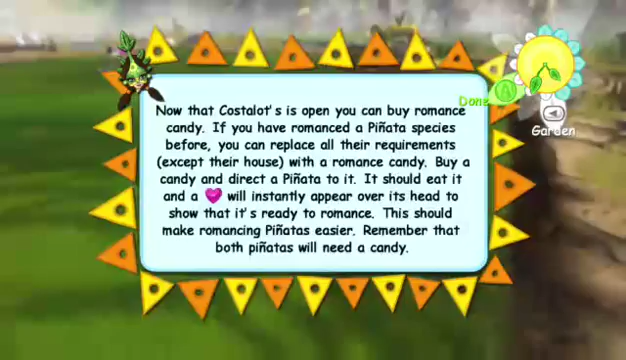 Now that Costalot's is open you can buy romance
candy. If you have romanced a Piñata species
before, you can replace all their requirements
(except their house) with a romance candy. Buy a
candy and direct a Piñata to it. It should eat it
and a will instantly appear over its head to
show that it's ready to romance. This should
make romancing Piñatas easier. Remember that
both piñatas will need a candy.
Done A
Garden